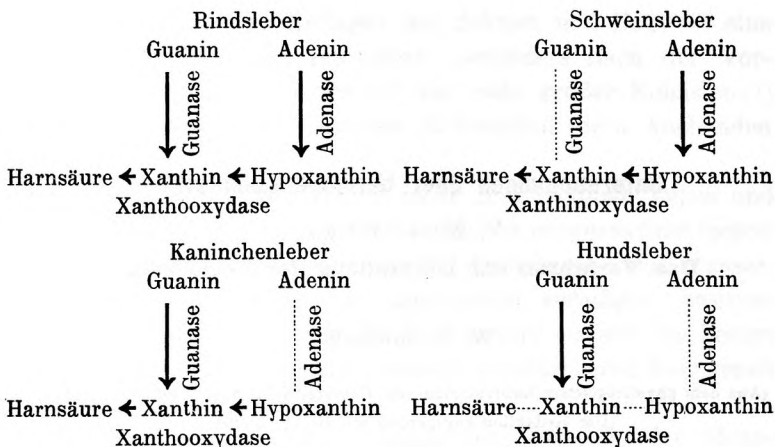 Rindsleber
Guanin Adenin
Guanase Adenase
Harnsäure Xanthin Hypoxanthin
Xanthooxydase
Schweinsleber
Guanin Adenin
Guanase Adenase
Harnsäure Xanthin Hypoxanthin
Xanthinoxydase
Kaninchenleber
Guanin Adenin
Guanase Adenase
Harnsäure Xanthin Hypoxanthin
Xanthooxydase
Hundsleber
Guanin Adenin
Guanase Adenase
Harnsäure Xanthin Hypoxanthin
Xanthooxydase